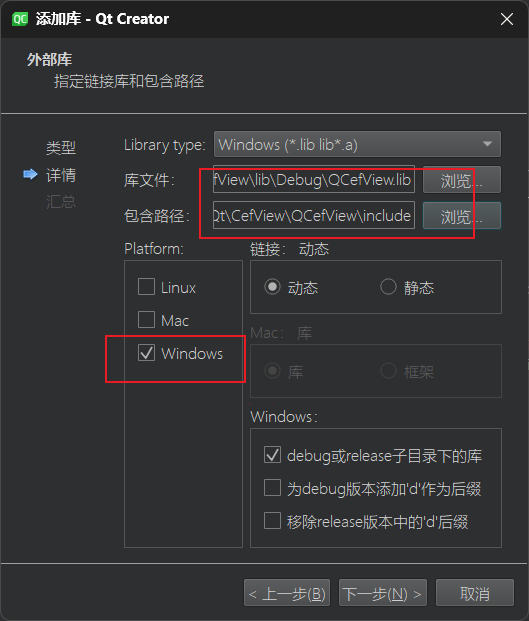 QC 添加库 - Qt Creator
外部库
指定链接库和包含路径
类型
详情
汇总
Library type: Windows (*.lib lib*.a)
库文件: fView\lib\Debug\QCefView.lib 浏览...
包含路径: Qt\CefView\QCefView\include 浏览...
Platform:
Linux
Mac
Windows
链接: 动态
动态 静态
Mac: 库
库 框架
Windows:
debug或release子目录下的库
为debug版本添加'd'作为后缀
移除release版本中的'd'后缀
< 上一步(B) 下一步(N) > 取消